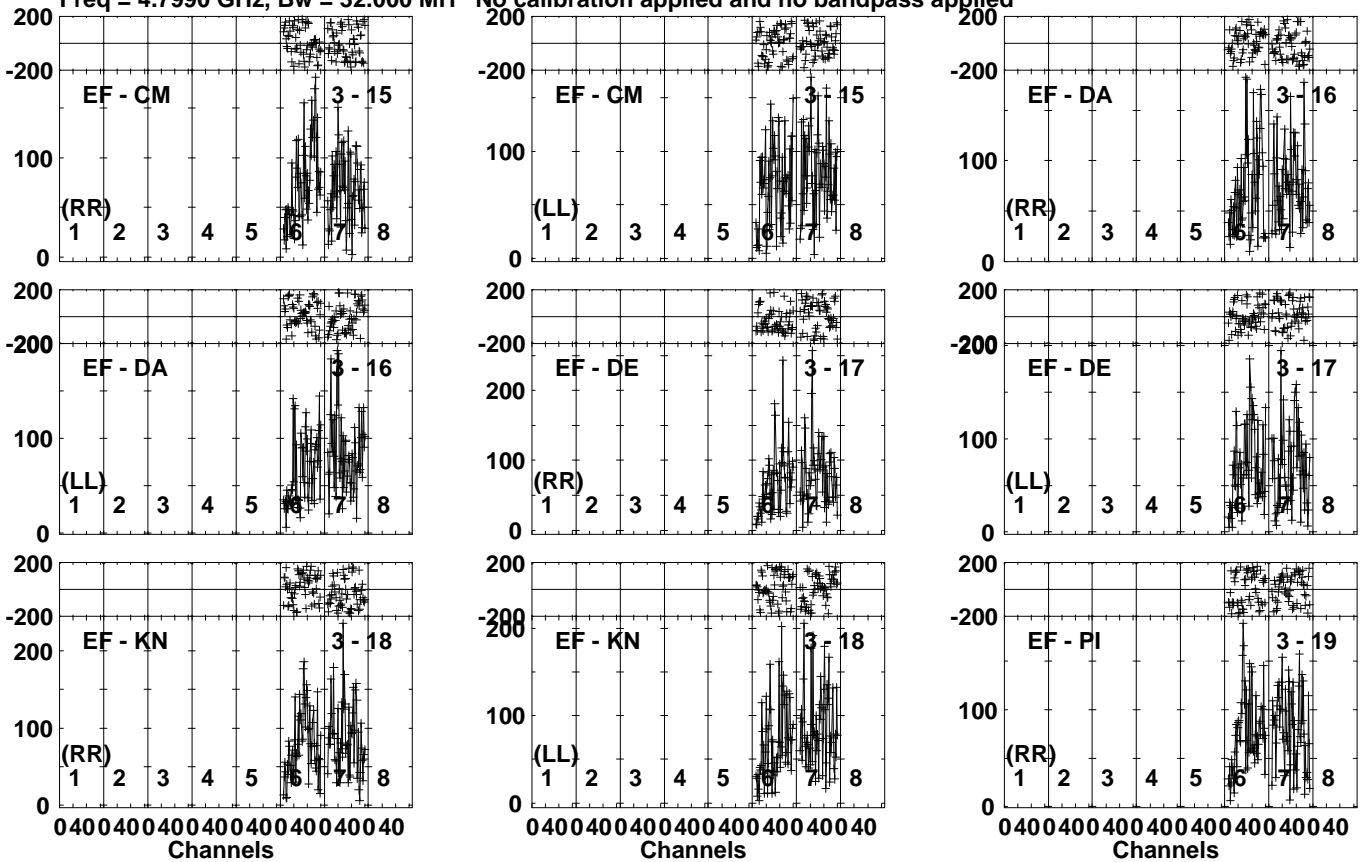 Freq = 4.7990 GHz, Bw = 32.000 MH No calibration applied and no bandpass applied
200 200 200
-200 -200 -200
EF - CM 3 - 15 EF - CM 3 - 15 EF - DA 3 - 16
100 100 100
(RR) (LL) (RR)
1 2 3 4 5 6 7 8 1 2 3 4 5 6 7 8 1 2 3 4 5 6 7 8
0 0 0
200 200 200
-200 -200 -200
200
EF - DA 3 - 16 EF - DE 3 - 17 EF - DE 3 - 17
200
100 100 100
(LL) (RR) (LL)
1 2 3 4 5 6 7 8 1 2 3 4 5 6 7 8 1 2 3 4 5 6 7 8
0 0 0
200 200 200
-200 -200 -200
200
EF - KN 3 - 18 EF - KN 3 - 18 EF - PI 3 - 19
200
100 100 100
(RR) (LL) (RR)
1 2 3 4 5 6 7 8 1 2 3 4 5 6 7 8 1 2 3 4 5 6 7 8
0 0 0
0 40 0 40 0 40 0 40 0 40 0 40 0 40 0 40 0 40 0 40 0 40 0 40 0 40 0 40 0 40 0 40 0 40 0 40 0 40 0 40 0 40 0 40 0 40 0 40
Channels Channels Channels